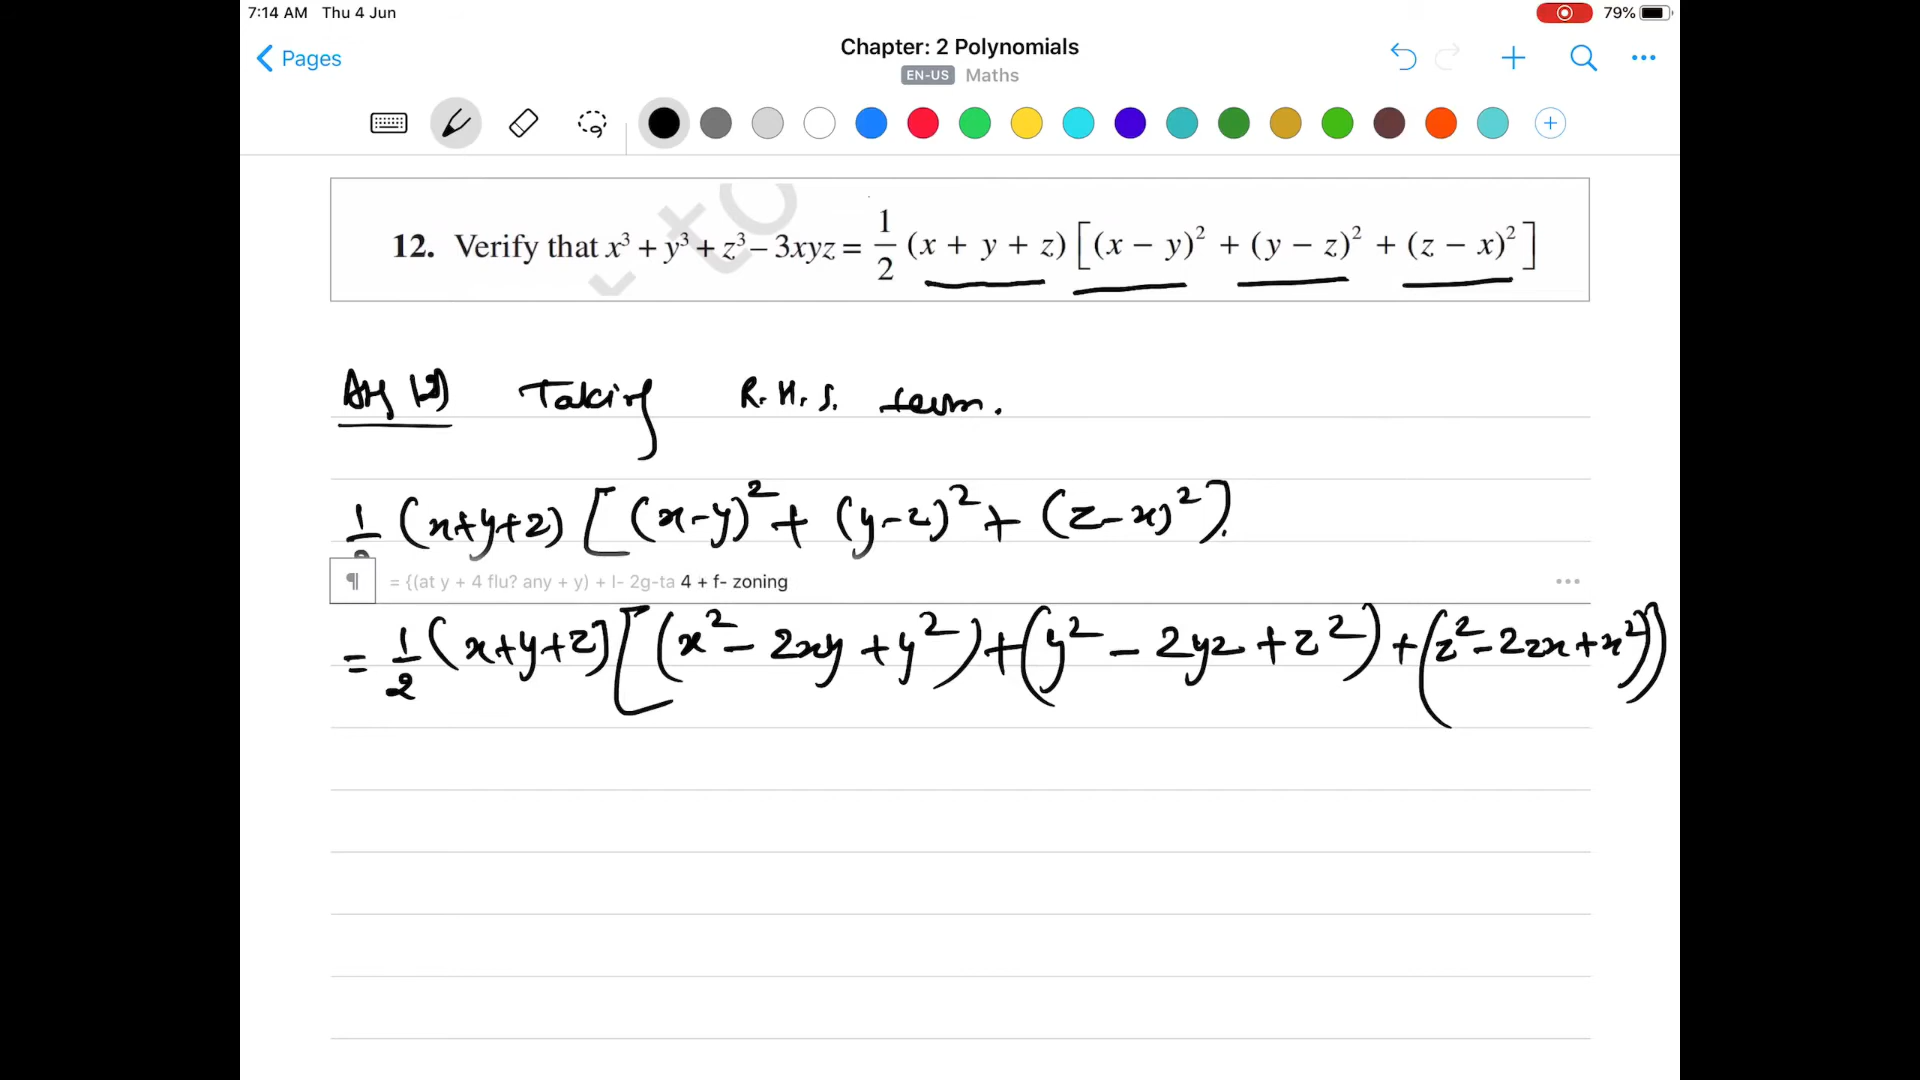 7:14 AM Thu 4 Jun
79%
Pages
Chapter: 2 Polynomials
EN-US Maths
to
12. Verify that x³ + y³ + z³ – 3xyz = 1/2 (x + y + z) [(x – y)² + (y – z)² + (z – x)²]
12) Taking R.H.S. term.
1/2 (x+y+z) [(x-y)² + (y-z)² + (z-x)²].
¶ = {(at y + 4 flu? any + y) + I- 2g-ta 4 + f- zoning
= 1/2 (x+y+z) [(x² - 2xy + y²) + (y² - 2yz + z²) + (z² - 2zx + x²)]